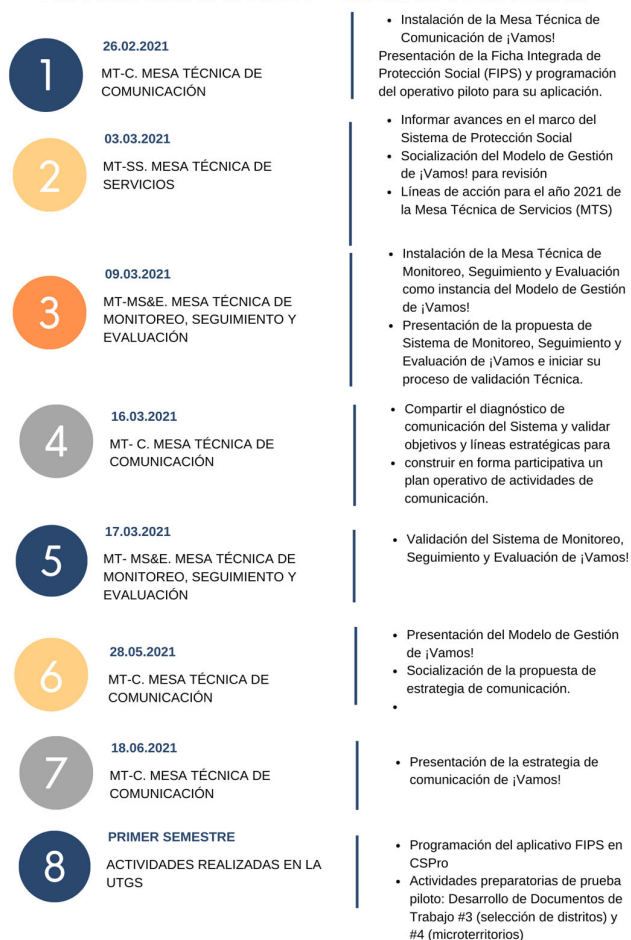 1
26.02.2021
MT-C. MESA TÉCNICA DE
COMUNICACIÓN
• Instalación de la Mesa Técnica de
Comunicación de ¡Vamos!
Presentación de la Ficha Integrada de
Protección Social (FIPS) y programación
del operativo piloto para su aplicación.
2
03.03.2021
MT-SS. MESA TÉCNICA DE
SERVICIOS
• Informar avances en el marco del
Sistema de Protección Social
• Socialización del Modelo de Gestión
de ¡Vamos! para revisión
• Líneas de acción para el año 2021 de
la Mesa Técnica de Servicios (MTS)
3
09.03.2021
MT-MS&E. MESA TÉCNICA DE
MONITOREO, SEGUIMIENTO Y
EVALUACIÓN
• Instalación de la Mesa Técnica de
Monitoreo, Seguimiento y Evaluación
como instancia del Modelo de Gestión
de ¡Vamos!
• Presentación de la propuesta de
Sistema de Monitoreo, Seguimiento y
Evaluación de ¡Vamos e iniciar su
proceso de validación Técnica.
4
16.03.2021
MT- C. MESA TÉCNICA DE
COMUNICACIÓN
• Compartir el diagnóstico de
comunicación del Sistema y validar
objetivos y líneas estratégicas para
• construir en forma participativa un
plan operativo de actividades de
comunicación.
5
17.03.2021
MT- MS&E. MESA TÉCNICA DE
MONITOREO, SEGUIMIENTO Y
EVALUACIÓN
• Validación del Sistema de Monitoreo,
Seguimiento y Evaluación de ¡Vamos!
6
28.05.2021
MT-C. MESA TÉCNICA DE
COMUNICACIÓN
• Presentación del Modelo de Gestión
de ¡Vamos!
• Socialización de la propuesta de
estrategia de comunicación.
•
7
18.06.2021
MT-C. MESA TÉCNICA DE
COMUNICACIÓN
• Presentación de la estrategia de
comunicación de ¡Vamos!
8
PRIMER SEMESTRE
ACTIVIDADES REALIZADAS EN LA
UTGS
• Programación del aplicativo FIPS en
CSPro
• Actividades preparatorias de prueba
piloto: Desarrollo de Documentos de
Trabajo #3 (selección de distritos) y
#4 (microterritorios)